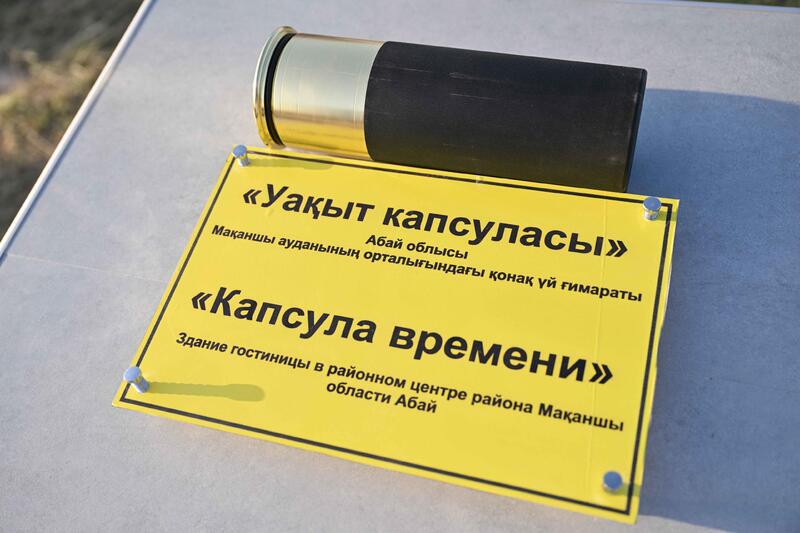 «Уақыт капсуласы»
Абай облысы
Мақаншы ауданының орталығындағы қонақ үй ғимараты
«Капсула времени»
Здание гостиницы в районном центре района Мақаншы
области Абай